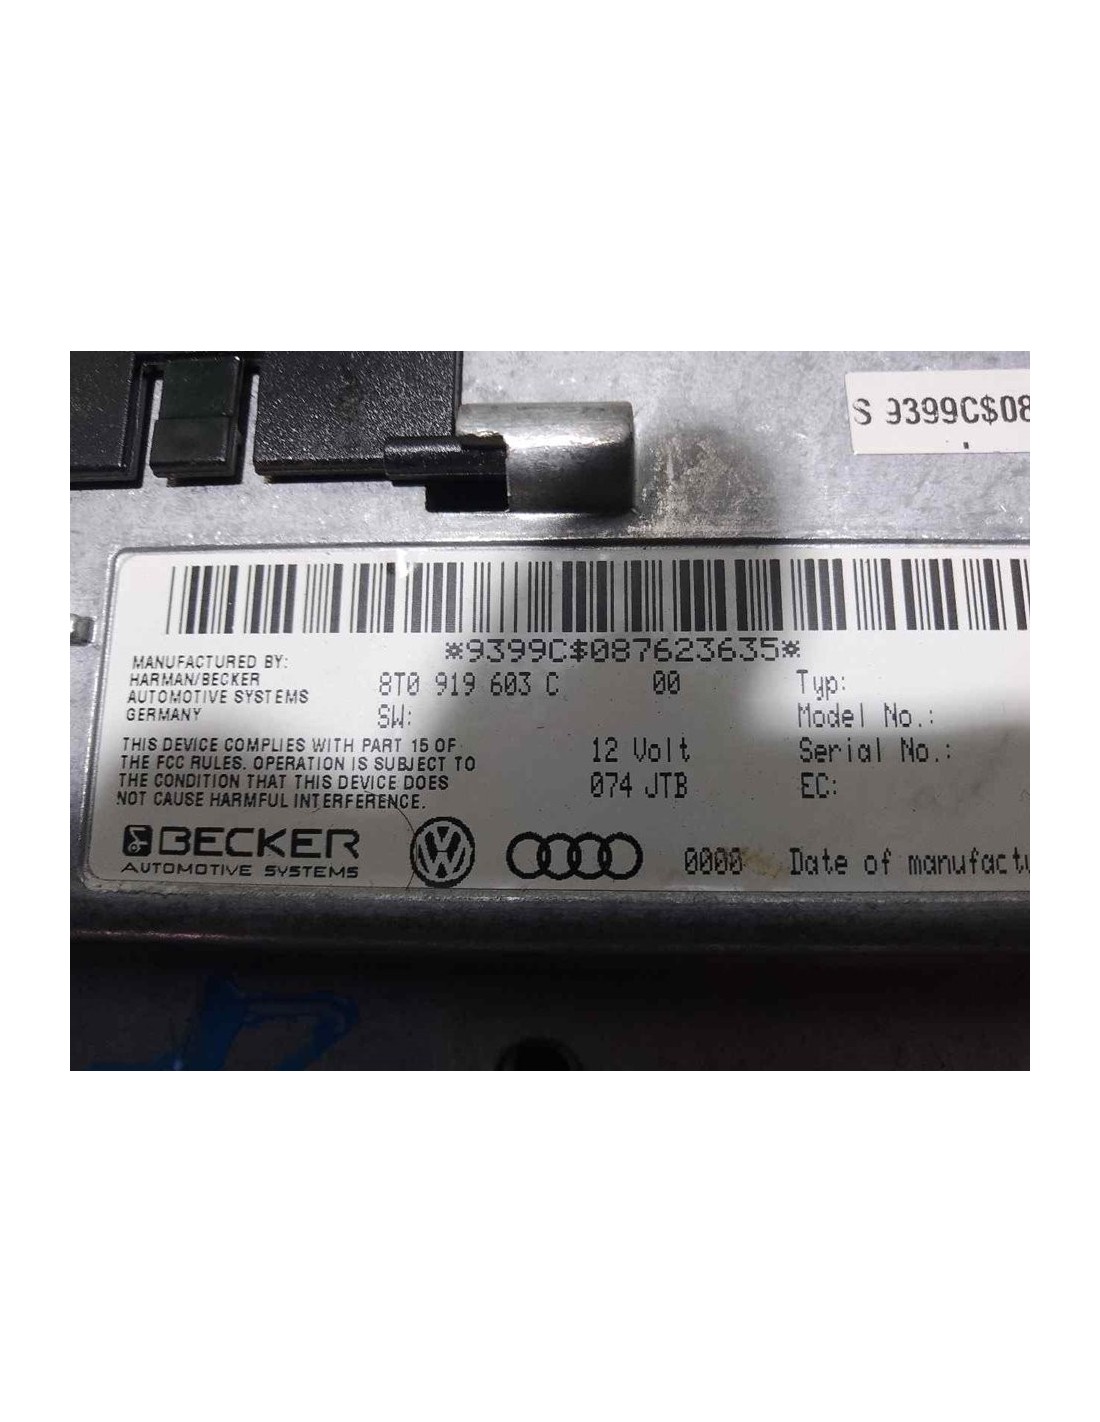 S 9399C$08
*9399C$087623635*
MANUFACTURED BY:
HARMAN/BECKER
AUTOMOTIVE SYSTEMS
GERMANY
8T0 919 603 C 00 Typ:
SW: Model No.:
THIS DEVICE COMPLIES WITH PART 15 OF
THE FCC RULES. OPERATION IS SUBJECT TO
THE CONDITION THAT THIS DEVICE DOES
NOT CAUSE HARMFUL INTERFERENCE.
12 Volt Serial No.:
074 JTB EC:
BECKER
AUTOMOTIVE SYSTEMS
VW
0000 Date of manufactu